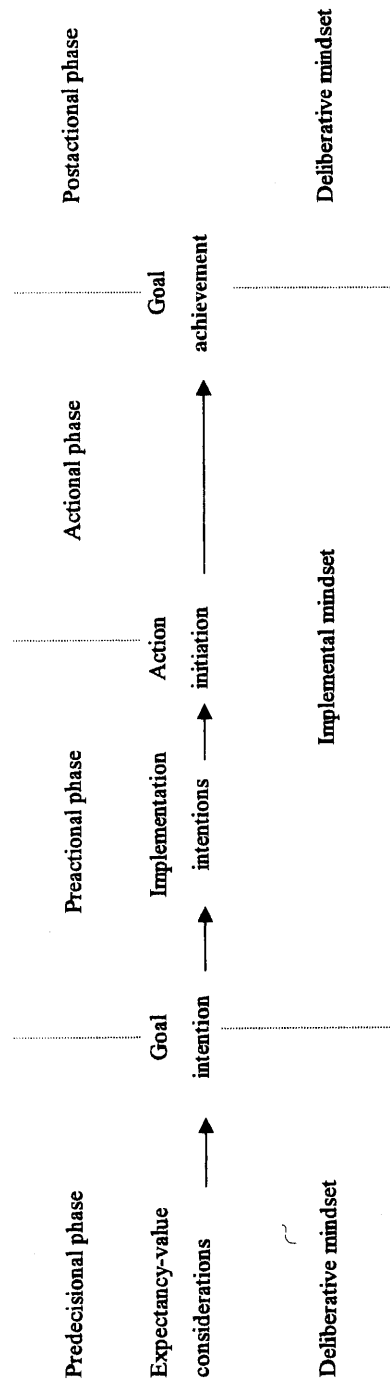 Predecisional phase Preactional phase Actional phase Postactional phase
Expectancy-value Goal Implementation Action Goal
considerations intention intentions initiation achievement
Deliberative mindset Implemental mindset Deliberative mindset